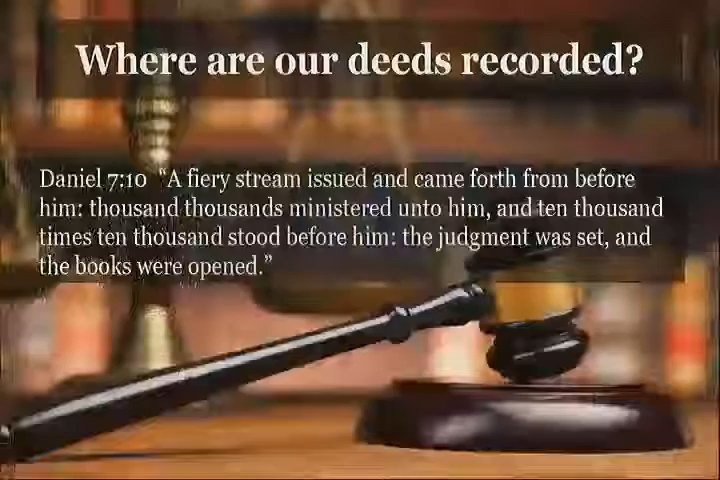 Where are our deeds recorded?
Daniel 7:10 “A fiery stream issued and came forth from before
him: thousand thousands ministered unto him, and ten thousand
times ten thousand stood before him: the judgment was set, and
the books were opened.”